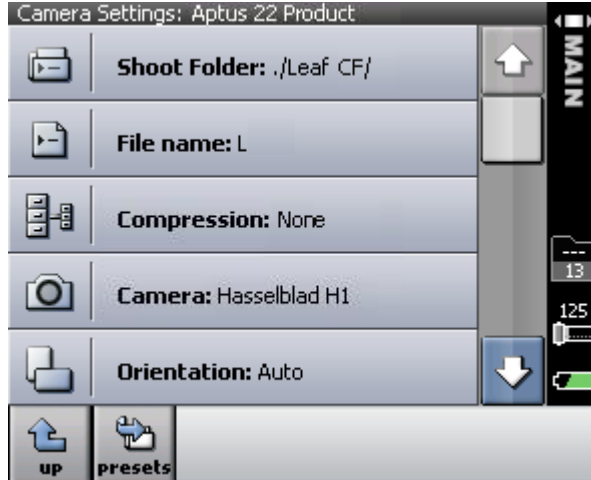 Camera Settings: Aptus 22 Product
Shoot Folder: ./Leaf CF/
File name: L
Compression: None
Camera: Hasselblad H1
Orientation: Auto
up
presets
MAIN
---
13
125